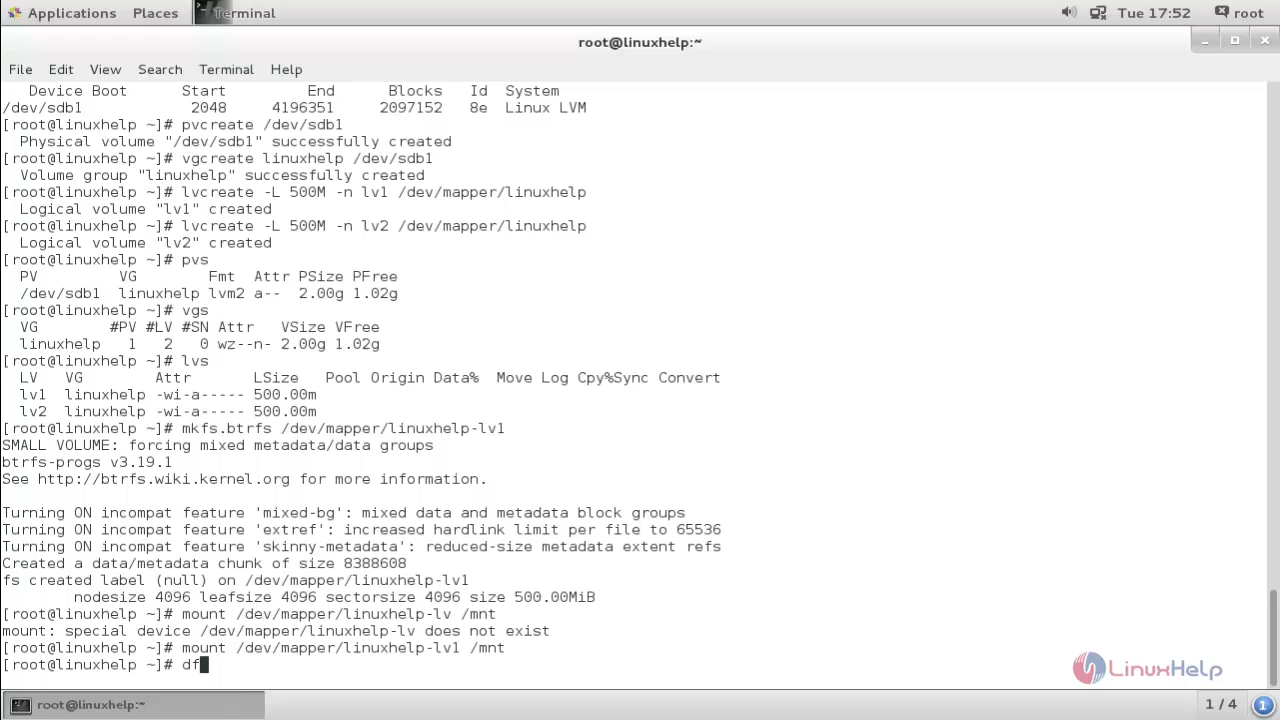 Applications Places Terminal Tue 17:52 root
root@linuxhelp:~
File Edit View Search Terminal Help
Device Boot Start End Blocks Id System
/dev/sdb1 2048 4196351 2097152 8e Linux LVM
[root@linuxhelp ~]# pvcreate /dev/sdb1
Physical volume "/dev/sdb1" successfully created
[root@linuxhelp ~]# vgcreate linuxhelp /dev/sdb1
Volume group "linuxhelp" successfully created
[root@linuxhelp ~]# lvcreate -L 500M -n lv1 /dev/mapper/linuxhelp
Logical volume "lv1" created
[root@linuxhelp ~]# lvcreate -L 500M -n lv2 /dev/mapper/linuxhelp
Logical volume "lv2" created
[root@linuxhelp ~]# pvs
PV VG Fmt Attr PSize PFree
/dev/sdb1 linuxhelp lvm2 a-- 2.00g 1.02g
[root@linuxhelp ~]# vgs
VG #PV #LV #SN Attr VSize VFree
linuxhelp 1 2 0 wz--n- 2.00g 1.02g
[root@linuxhelp ~]# lvs
LV VG Attr LSize Pool Origin Data% Move Log Cpy%Sync Convert
lv1 linuxhelp -wi-a----- 500.00m
lv2 linuxhelp -wi-a----- 500.00m
[root@linuxhelp ~]# mkfs.btrfs /dev/mapper/linuxhelp-lv1
SMALL VOLUME: forcing mixed metadata/data groups
btrfs-progs v3.19.1
See http://btrfs.wiki.kernel.org for more information.
Turning ON incompat feature 'mixed-bg': mixed data and metadata block groups
Turning ON incompat feature 'extref': increased hardlink limit per file to 65536
Turning ON incompat feature 'skinny-metadata': reduced-size metadata extent refs
Created a data/metadata chunk of size 8388608
fs created label (null) on /dev/mapper/linuxhelp-lv1
nodesize 4096 leafsize 4096 sectorsize 4096 size 500.00MiB
[root@linuxhelp ~]# mount /dev/mapper/linuxhelp-lv /mnt
mount: special device /dev/mapper/linuxhelp-lv does not exist
[root@linuxhelp ~]# mount /dev/mapper/linuxhelp-lv1 /mnt
[root@linuxhelp ~]# df
LinuxHelp
root@linuxhelp:~ 1 / 4 1